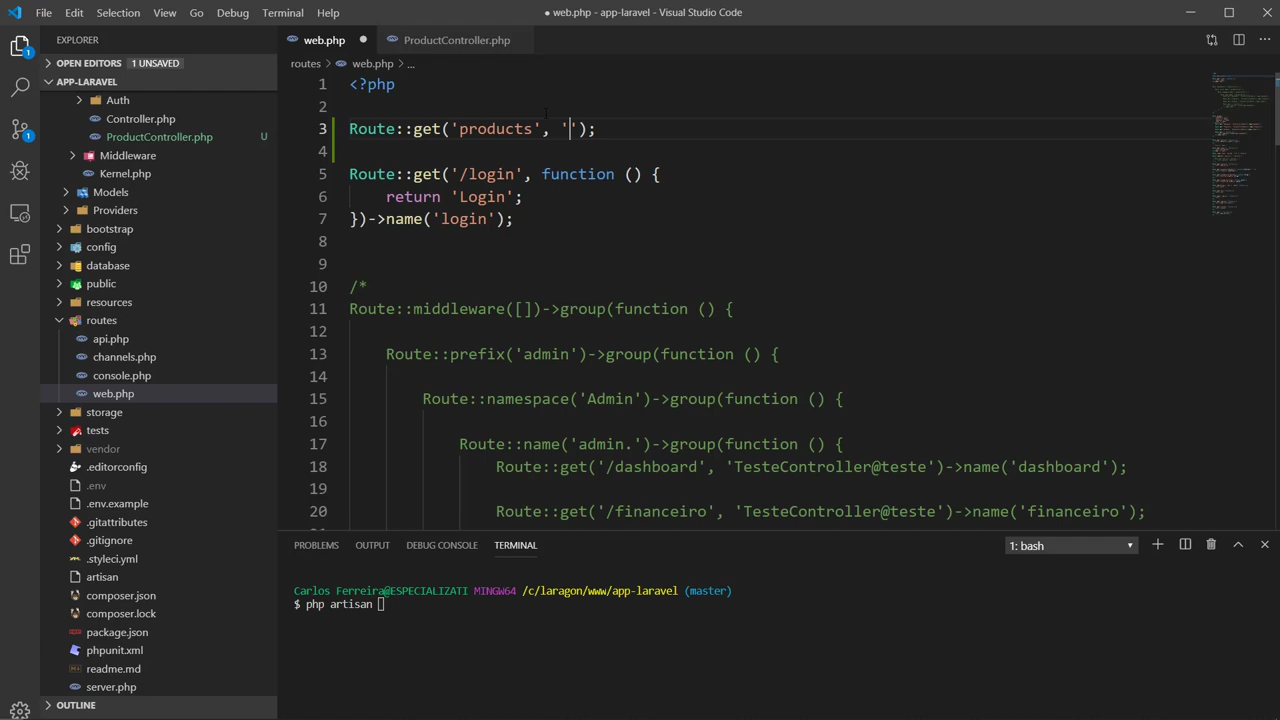 File Edit Selection View Go Debug Terminal Help
● web.php - app-laravel - Visual Studio Code
EXPLORER
OPEN EDITORS 1 UNSAVED
APP-LARAVEL
Auth
Controller.php
ProductController.php U
Middleware
Kernel.php
Models
Providers
bootstrap
config
database
public
resources
routes
api.php
channels.php
console.php
web.php
storage
tests
vendor
.editorconfig
.env
.env.example
.gitattributes
.gitignore
.styleci.yml
artisan
composer.json
composer.lock
package.json
phpunit.xml
readme.md
server.php
OUTLINE
1
1
web.php ● ProductController.php
routes > web.php > ...
1 <?php
2
3 Route::get('products', '');
4
5 Route::get('/login', function () {
6 return 'Login';
7 })->name('login');
8
9
10 /*
11 Route::middleware([])->group(function () {
12
13 Route::prefix('admin')->group(function () {
14
15 Route::namespace('Admin')->group(function () {
16
17 Route::name('admin.')->group(function () {
18 Route::get('/dashboard', 'TesteController@teste')->name('dashboard');
19
20 Route::get('/financeiro', 'TesteController@teste')->name('financeiro');
PROBLEMS OUTPUT DEBUG CONSOLE TERMINAL 1: bash
Carlos Ferreira@ESPECIALIZATI MINGW64 /c/laragon/www/app-laravel (master)
$ php artisan